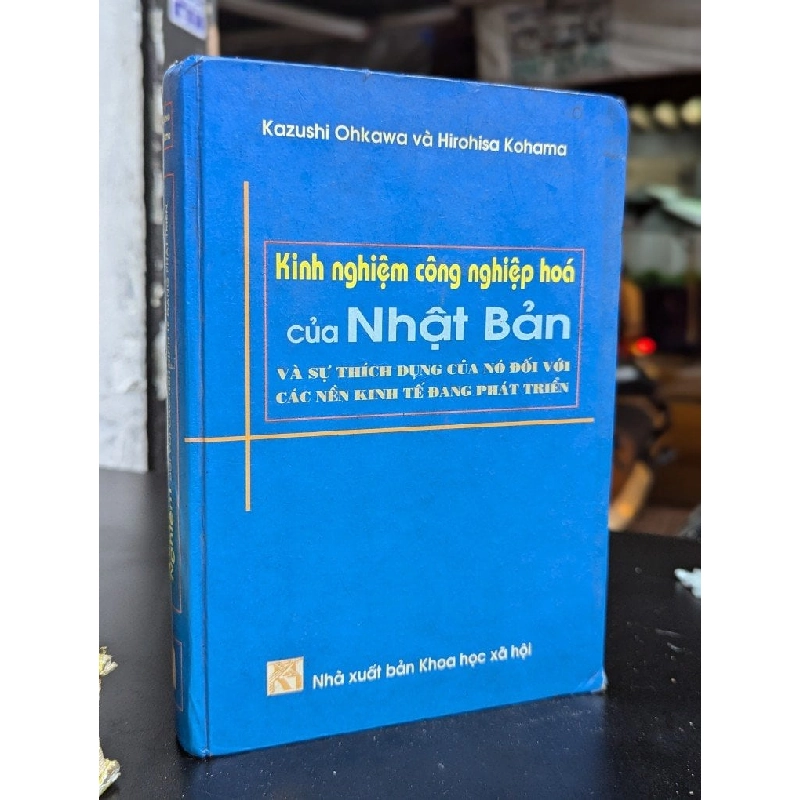 Kazushi Ohkawa và Hirohisa Kohama
Kinh nghiệm công nghiệp hoá
của Nhật Bản
VÀ SỰ THÍCH DỤNG CỦA NÓ ĐỐI VỚI
CÁC NỀN KINH TẾ ĐANG PHÁT TRIỂN
Nhà xuất bản Khoa học xã hội